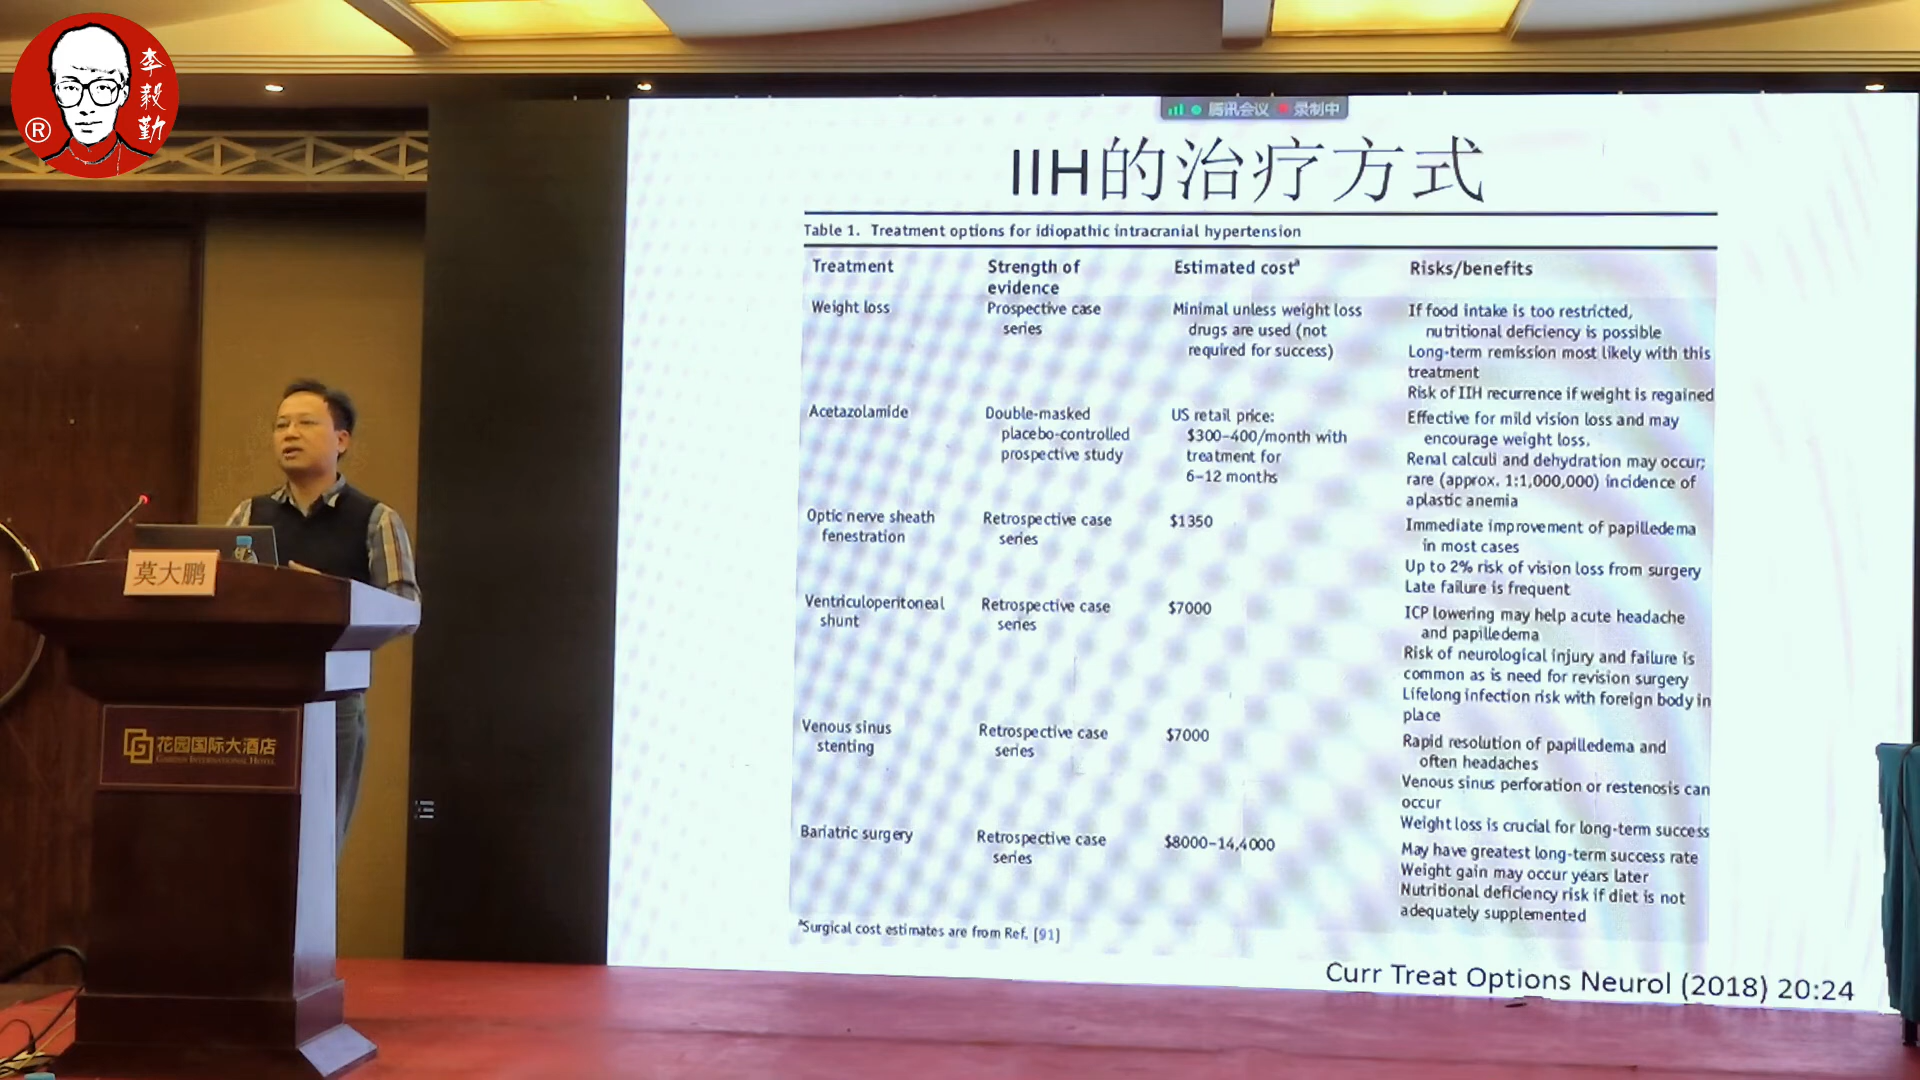 李毅勤
®
腾讯会议 录制中
IIH的治疗方式
Table 1. Treatment options for idiopathic intracranial hypertension
Treatment
Strength of
evidence
Estimated costᵃ
Risks/benefits
Weight loss
Prospective case
series
Minimal unless weight loss
drugs are used (not
required for success)
If food intake is too restricted,
nutritional deficiency is possible
Long-term remission most likely with this
treatment
Risk of IIH recurrence if weight is regained
Acetazolamide
Double-masked
placebo-controlled
prospective study
US retail price:
$300–400/month with
treatment for
6–12 months
Effective for mild vision loss and may
encourage weight loss.
Renal calculi and dehydration may occur;
rare (approx. 1:1,000,000) incidence of
aplastic anemia
Optic nerve sheath
fenestration
Retrospective case
series
$1350
Immediate improvement of papilledema
in most cases
Up to 2% risk of vision loss from surgery
Late failure is frequent
Ventriculoperitoneal
shunt
Retrospective case
series
$7000
ICP lowering may help acute headache
and papilledema
Risk of neurological injury and failure is
common as is need for revision surgery
Lifelong infection risk with foreign body in
place
Venous sinus
stenting
Retrospective case
series
$7000
Rapid resolution of papilledema and
often headaches
Venous sinus perforation or restenosis can
occur
Weight loss is crucial for long-term success
Bariatric surgery
Retrospective case
series
$8000–14,4000
May have greatest long-term success rate
Weight gain may occur years later
Nutritional deficiency risk if diet is not
adequately supplemented
ᵃSurgical cost estimates are from Ref. [91]
Curr Treat Options Neurol (2018) 20:24
莫大鹏
花园国际大酒店
GARDEN INTERNATIONAL HOTEL